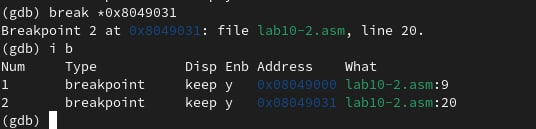 (gdb) break *0x8049031
Breakpoint 2 at 0x8049031: file lab10-2.asm, line 20.
(gdb) i b
Num     Type           Disp Enb Address    What
1       breakpoint     keep y   0x08049000 lab10-2.asm:9
2       breakpoint     keep y   0x08049031 lab10-2.asm:20
(gdb)